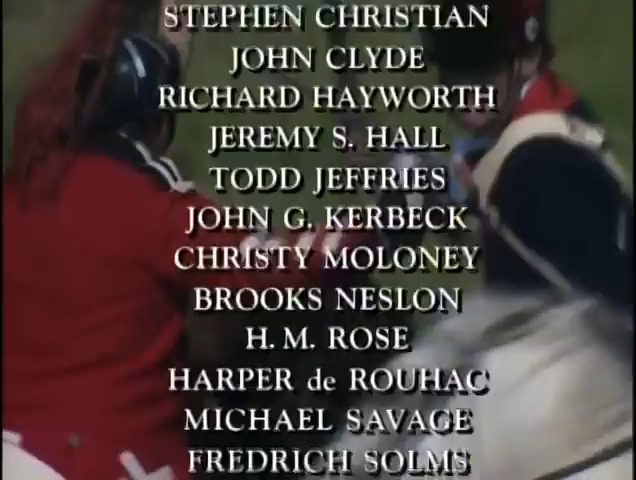 STEPHEN CHRISTIAN
JOHN CLYDE
RICHARD HAYWORTH
JEREMY S. HALL
TODD JEFFRIES
JOHN G. KERBECK
CHRISTY MOLONEY
BROOKS NESLON
H. M. ROSE
HARPER de ROUHAC
MICHAEL SAVAGE
FREDRICH SOLMS